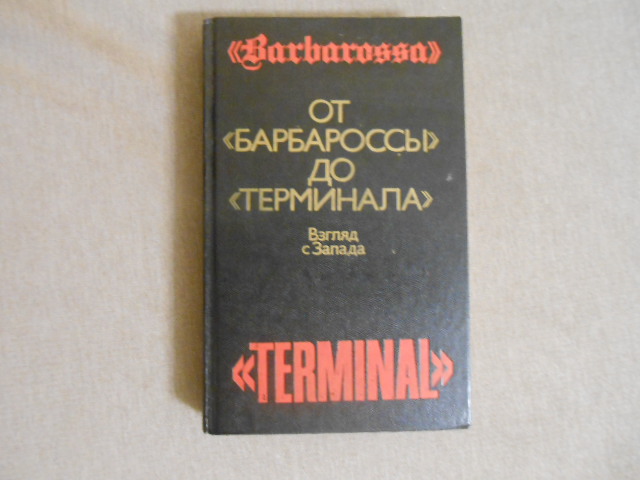 «Barbarossa»
ОТ
«БАРБАРОССЫ»
ДО
«ТЕРМИНАЛА»
Взгляд
с Запада
«TERMINAL»